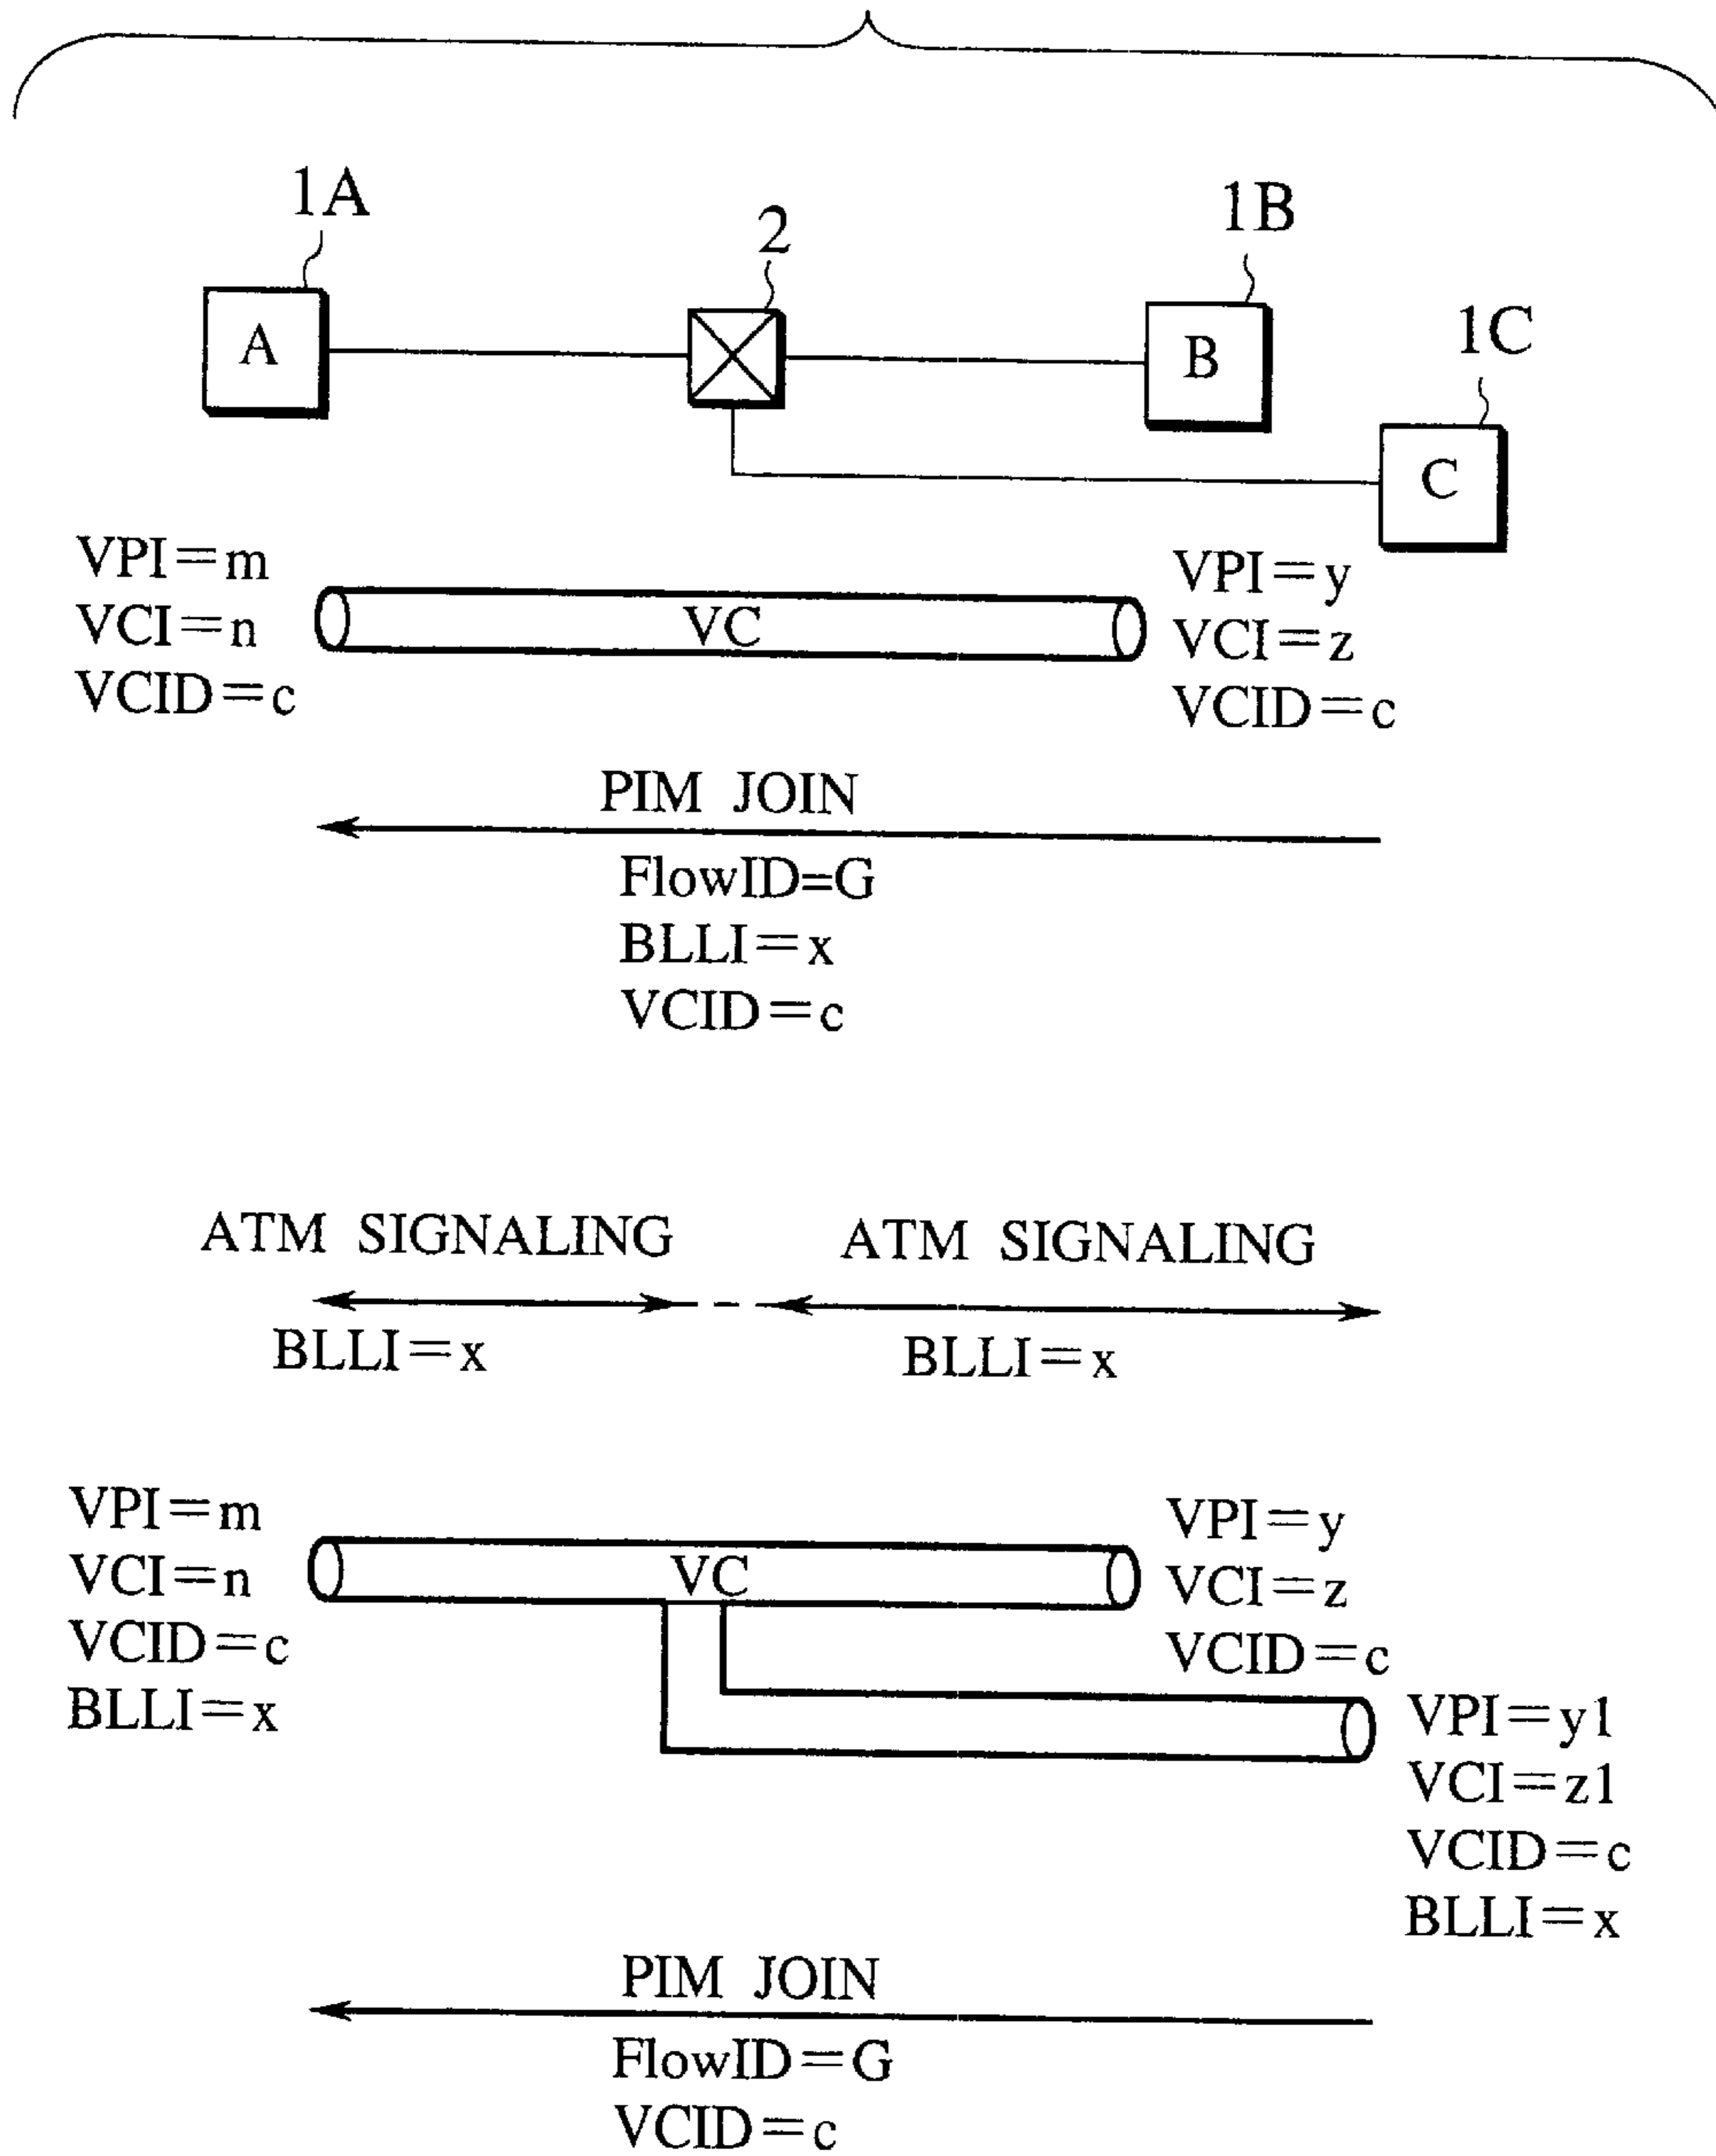 1A
2
1B
1C
A
B
C
VPI=m
VCI=n
VCID=c
VC
VPI=y
VCI=z
VCID=c
PIM JOIN
FlowID=G
BLLI=x
VCID=c
ATM SIGNALING
ATM SIGNALING
BLLI=x
BLLI=x
VPI=m
VCI=n
VCID=c
BLLI=x
VC
VPI=y
VCI=z
VCID=c
VPI=y1
VCI=z1
VCID=c
BLLI=x
PIM JOIN
FlowID=G
VCID=c